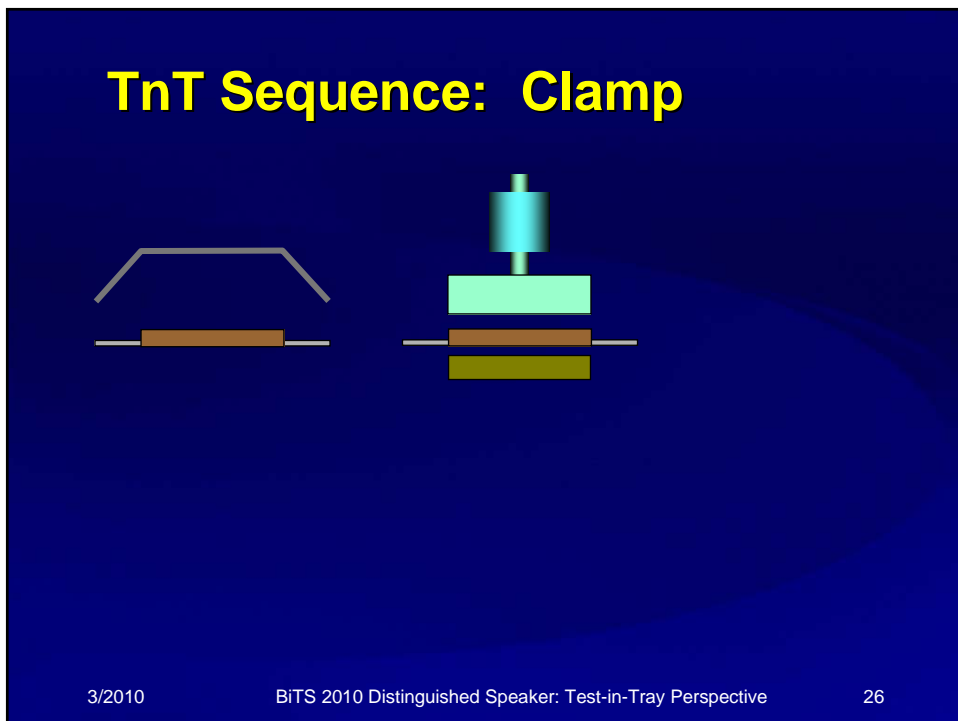 TnT Sequence:  Clamp
3/2010 BiTS 2010 Distinguished Speaker: Test-in-Tray Perspective 26